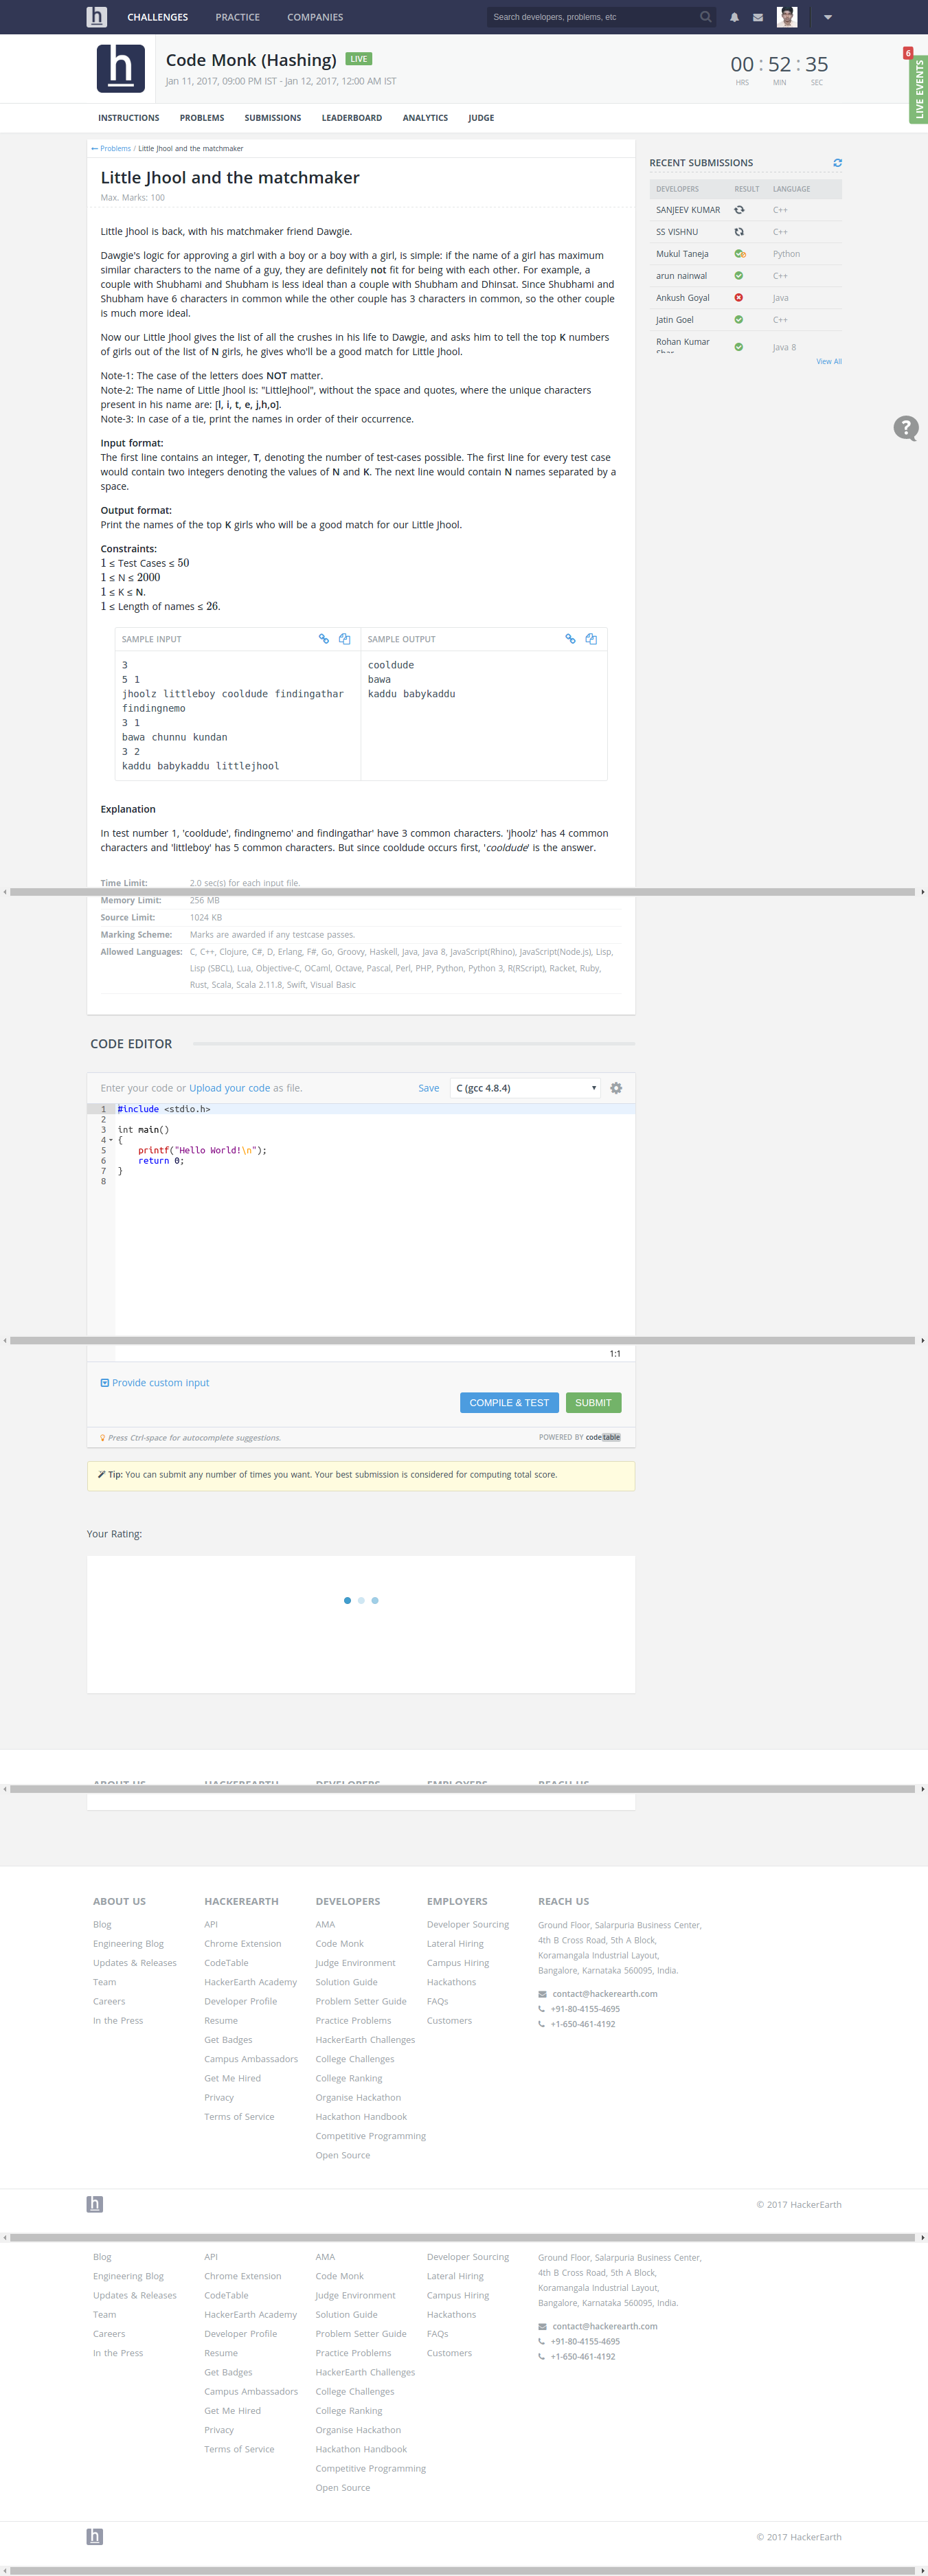 CHALLENGES PRACTICE COMPANIES Search developers, problems, etc
Code Monk (Hashing) LIVE
Jan 11, 2017, 09:00 PM IST - Jan 12, 2017, 12:00 AM IST
00 : 52 : 35
HRS MIN SEC
6
LIVE EVENTS
INSTRUCTIONS PROBLEMS SUBMISSIONS LEADERBOARD ANALYTICS JUDGE
← Problems / Little Jhool and the matchmaker
Little Jhool and the matchmaker
Max. Marks: 100
Little Jhool is back, with his matchmaker friend Dawgie.
Dawgie's logic for approving a girl with a boy or a boy with a girl, is simple: if the name of a girl has maximum
similar characters to the name of a guy, they are definitely not fit for being with each other. For example, a
couple with Shubhami and Shubham is less ideal than a couple with Shubham and Dhinsat. Since Shubhami and
Shubham have 6 characters in common while the other couple has 3 characters in common, so the other couple
is much more ideal.
Now our Little Jhool gives the list of all the crushes in his life to Dawgie, and asks him to tell the top K numbers
of girls out of the list of N girls, he gives who'll be a good match for Little Jhool.
Note-1: The case of the letters does NOT matter.
Note-2: The name of Little Jhool is: "LittleJhool", without the space and quotes, where the unique characters
present in his name are: [l, i, t, e, j,h,o].
Note-3: In case of a tie, print the names in order of their occurrence.
Input format:
The first line contains an integer, T, denoting the number of test-cases possible. The first line for every test case
would contain two integers denoting the values of N and K. The next line would contain N names separated by a
space.
Output format:
Print the names of the top K girls who will be a good match for our Little Jhool.
Constraints:
1 ≤ Test Cases ≤ 50
1 ≤ N ≤ 2000
1 ≤ K ≤ N.
1 ≤ Length of names ≤ 26.
SAMPLE INPUT
3
5 1
jhoolz littleboy cooldude findingathar
findingnemo
3 1
bawa chunnu kundan
3 2
kaddu babykaddu littlejhool
SAMPLE OUTPUT
cooldude
bawa
kaddu babykaddu
Explanation
In test number 1, 'cooldude', findingnemo' and findingathar' have 3 common characters. 'jhoolz' has 4 common
characters and 'littleboy' has 5 common characters. But since cooldude occurs first, 'cooldude' is the answer.
Time Limit: 2.0 sec(s) for each input file.
Memory Limit: 256 MB
Source Limit: 1024 KB
Marking Scheme: Marks are awarded if any testcase passes.
Allowed Languages: C, C++, Clojure, C#, D, Erlang, F#, Go, Groovy, Haskell, Java, Java 8, JavaScript(Rhino), JavaScript(Node.js), Lisp,
Lisp (SBCL), Lua, Objective-C, OCaml, Octave, Pascal, Perl, PHP, Python, Python 3, R(RScript), Racket, Ruby,
Rust, Scala, Scala 2.11.8, Swift, Visual Basic
RECENT SUBMISSIONS
DEVELOPERS RESULT LANGUAGE
SANJEEV KUMAR C++
SS VISHNU C++
Mukul Taneja Python
arun nainwal C++
Ankush Goyal Java
Jatin Goel C++
Rohan Kumar Java 8
View All
?
CODE EDITOR
Enter your code or Upload your code as file. Save C (gcc 4.8.4)
1 #include <stdio.h>
2
3 int main()
4 {
5 printf("Hello World!\n");
6 return 0;
7 }
8
1:1
Provide custom input
COMPILE & TEST SUBMIT
Press Ctrl-space for autocomplete suggestions. POWERED BY codetable
Tip: You can submit any number of times you want. Your best submission is considered for computing total score.
Your Rating:
ABOUT US HACKEREARTH DEVELOPERS EMPLOYERS REACH US
ABOUT US
Blog
Engineering Blog
Updates & Releases
Team
Careers
In the Press
HACKEREARTH
API
Chrome Extension
CodeTable
HackerEarth Academy
Developer Profile
Resume
Get Badges
Campus Ambassadors
Get Me Hired
Privacy
Terms of Service
DEVELOPERS
AMA
Code Monk
Judge Environment
Solution Guide
Problem Setter Guide
Practice Problems
HackerEarth Challenges
College Challenges
College Ranking
Organise Hackathon
Hackathon Handbook
Competitive Programming
Open Source
EMPLOYERS
Developer Sourcing
Lateral Hiring
Campus Hiring
Hackathons
FAQs
Customers
REACH US
Ground Floor, Salarpuria Business Center,
4th B Cross Road, 5th A Block,
Koramangala Industrial Layout,
Bangalore, Karnataka 560095, India.
contact@hackerearth.com
+91-80-4155-4695
+1-650-461-4192
© 2017 HackerEarth
Blog
Engineering Blog
Updates & Releases
Team
Careers
In the Press
API
Chrome Extension
CodeTable
HackerEarth Academy
Developer Profile
Resume
Get Badges
Campus Ambassadors
Get Me Hired
Privacy
Terms of Service
AMA
Code Monk
Judge Environment
Solution Guide
Problem Setter Guide
Practice Problems
HackerEarth Challenges
College Challenges
College Ranking
Organise Hackathon
Hackathon Handbook
Competitive Programming
Open Source
Developer Sourcing
Lateral Hiring
Campus Hiring
Hackathons
FAQs
Customers
Ground Floor, Salarpuria Business Center,
4th B Cross Road, 5th A Block,
Koramangala Industrial Layout,
Bangalore, Karnataka 560095, India.
contact@hackerearth.com
+91-80-4155-4695
+1-650-461-4192
© 2017 HackerEarth